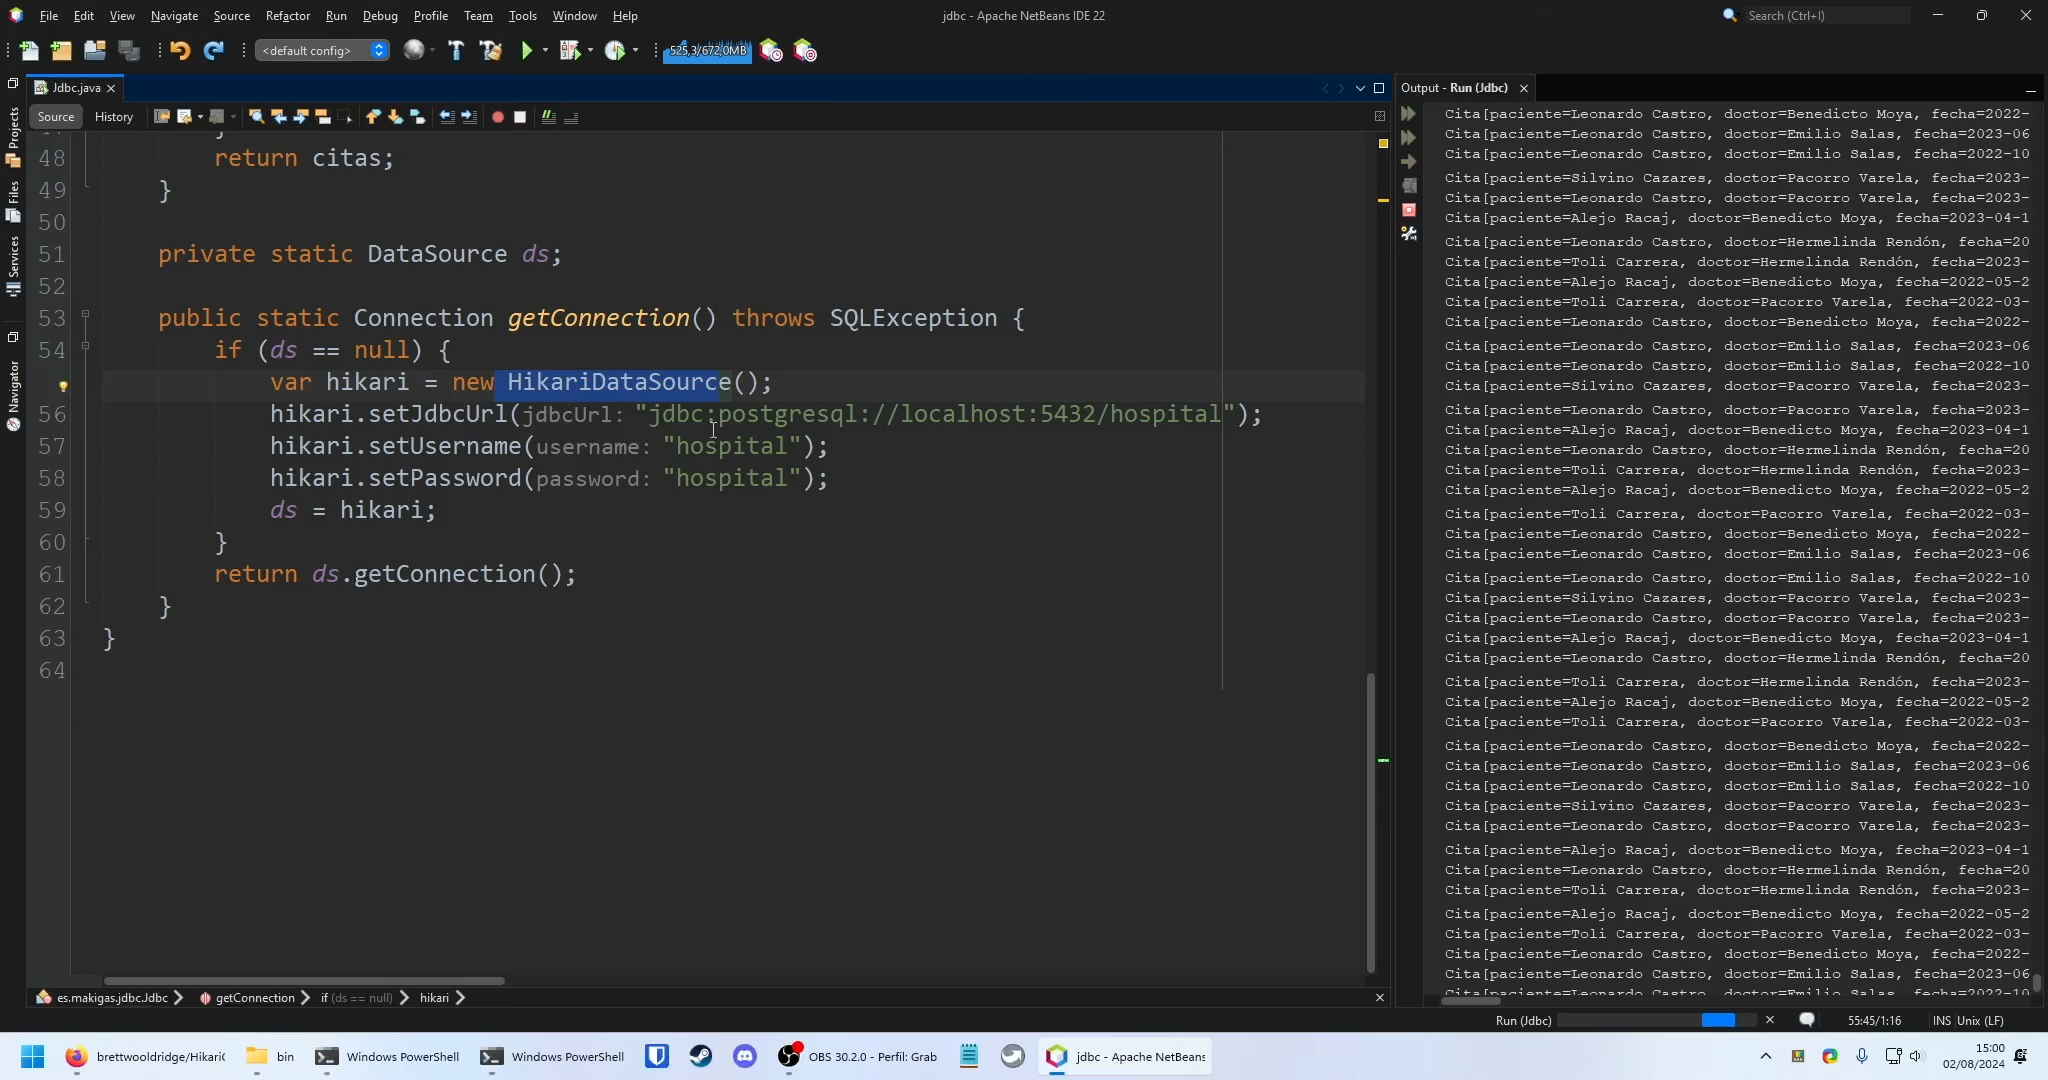 File Edit View Navigate Source Refactor Run Debug Profile Team Tools Window Help
jdbc - Apache NetBeans IDE 22
Search (Ctrl+I)
<default config>
525,3/672,0MB
Jdbc.java
Source History
Projects
Files
Services
Navigator
48 return citas;
49 }
50
51 private static DataSource ds;
52
53 public static Connection getConnection() throws SQLException {
54 if (ds == null) {
var hikari = new HikariDataSource();
56 hikari.setJdbcUrl(jdbcUrl: "jdbc:postgresql://localhost:5432/hospital");
57 hikari.setUsername(username: "hospital");
58 hikari.setPassword(password: "hospital");
59 ds = hikari;
60 }
61 return ds.getConnection();
62 }
63 }
64
es.makigas.jdbc.Jdbc getConnection if (ds == null) hikari
Output - Run (Jdbc)
Cita[paciente=Leonardo Castro, doctor=Benedicto Moya, fecha=2022-
Cita[paciente=Leonardo Castro, doctor=Emilio Salas, fecha=2023-06
Cita[paciente=Leonardo Castro, doctor=Emilio Salas, fecha=2022-10
Cita[paciente=Silvino Cazares, doctor=Pacorro Varela, fecha=2023-
Cita[paciente=Leonardo Castro, doctor=Pacorro Varela, fecha=2023-
Cita[paciente=Alejo Racaj, doctor=Benedicto Moya, fecha=2023-04-1
Cita[paciente=Leonardo Castro, doctor=Hermelinda Rendón, fecha=20
Cita[paciente=Toli Carrera, doctor=Hermelinda Rendón, fecha=2023-
Cita[paciente=Alejo Racaj, doctor=Benedicto Moya, fecha=2022-05-2
Cita[paciente=Toli Carrera, doctor=Pacorro Varela, fecha=2022-03-
Cita[paciente=Leonardo Castro, doctor=Benedicto Moya, fecha=2022-
Cita[paciente=Leonardo Castro, doctor=Emilio Salas, fecha=2023-06
Cita[paciente=Leonardo Castro, doctor=Emilio Salas, fecha=2022-10
Cita[paciente=Silvino Cazares, doctor=Pacorro Varela, fecha=2023-
Cita[paciente=Leonardo Castro, doctor=Pacorro Varela, fecha=2023-
Cita[paciente=Alejo Racaj, doctor=Benedicto Moya, fecha=2023-04-1
Cita[paciente=Leonardo Castro, doctor=Hermelinda Rendón, fecha=20
Cita[paciente=Toli Carrera, doctor=Hermelinda Rendón, fecha=2023-
Cita[paciente=Alejo Racaj, doctor=Benedicto Moya, fecha=2022-05-2
Cita[paciente=Toli Carrera, doctor=Pacorro Varela, fecha=2022-03-
Cita[paciente=Leonardo Castro, doctor=Benedicto Moya, fecha=2022-
Cita[paciente=Leonardo Castro, doctor=Emilio Salas, fecha=2023-06
Cita[paciente=Leonardo Castro, doctor=Emilio Salas, fecha=2022-10
Cita[paciente=Silvino Cazares, doctor=Pacorro Varela, fecha=2023-
Cita[paciente=Leonardo Castro, doctor=Pacorro Varela, fecha=2023-
Cita[paciente=Alejo Racaj, doctor=Benedicto Moya, fecha=2023-04-1
Cita[paciente=Leonardo Castro, doctor=Hermelinda Rendón, fecha=20
Cita[paciente=Toli Carrera, doctor=Hermelinda Rendón, fecha=2023-
Cita[paciente=Alejo Racaj, doctor=Benedicto Moya, fecha=2022-05-2
Cita[paciente=Toli Carrera, doctor=Pacorro Varela, fecha=2022-03-
Cita[paciente=Leonardo Castro, doctor=Benedicto Moya, fecha=2022-
Cita[paciente=Leonardo Castro, doctor=Emilio Salas, fecha=2023-06
Cita[paciente=Leonardo Castro, doctor=Emilio Salas, fecha=2022-10
Cita[paciente=Silvino Cazares, doctor=Pacorro Varela, fecha=2023-
Cita[paciente=Leonardo Castro, doctor=Pacorro Varela, fecha=2023-
Cita[paciente=Alejo Racaj, doctor=Benedicto Moya, fecha=2023-04-1
Cita[paciente=Leonardo Castro, doctor=Hermelinda Rendón, fecha=20
Cita[paciente=Toli Carrera, doctor=Hermelinda Rendón, fecha=2023-
Cita[paciente=Alejo Racaj, doctor=Benedicto Moya, fecha=2022-05-2
Cita[paciente=Toli Carrera, doctor=Pacorro Varela, fecha=2022-03-
Cita[paciente=Leonardo Castro, doctor=Benedicto Moya, fecha=2022-
Cita[paciente=Leonardo Castro, doctor=Emilio Salas, fecha=2023-06
Cita[paciente=Leonardo Castro, doctor=Emilio Salas, fecha=2022-10
Run (Jdbc)
55:45/1:16 INS Unix (LF)
brettwooldridge/Hikari bin Windows PowerShell Windows PowerShell OBS 30.2.0 - Perfil: Grab jdbc - Apache NetBeans
15:00
02/08/2024